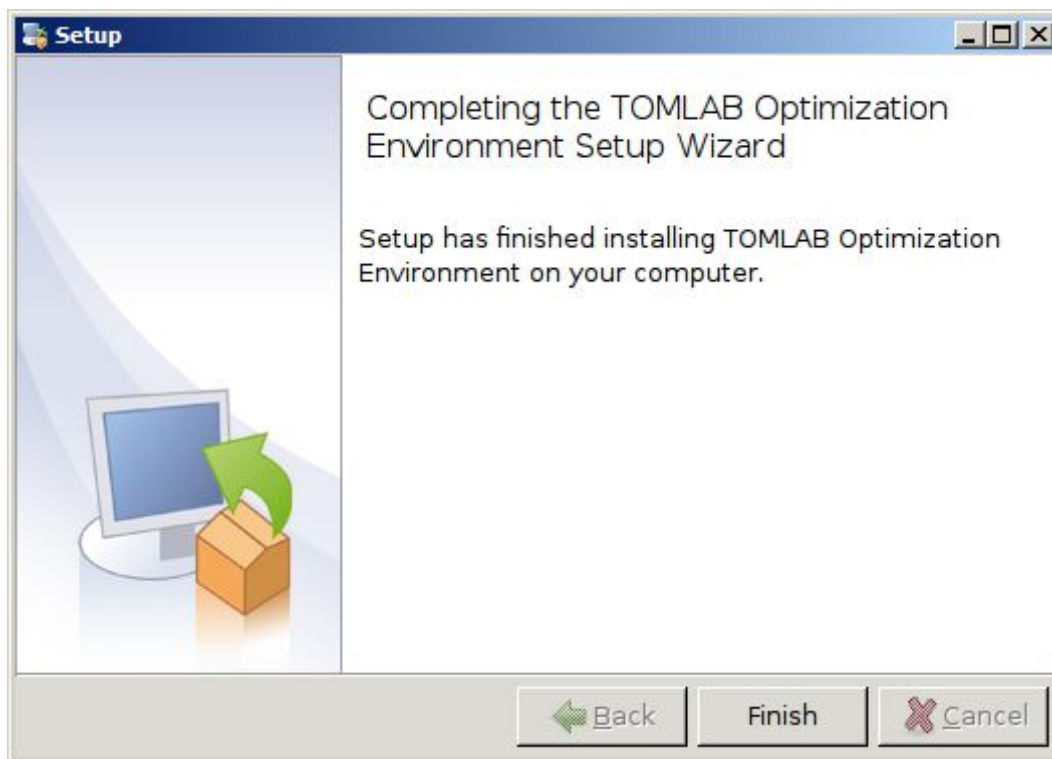 Setup
Completing the TOMLAB Optimization
Environment Setup Wizard
Setup has finished installing TOMLAB Optimization
Environment on your computer.
Back
Finish
Cancel